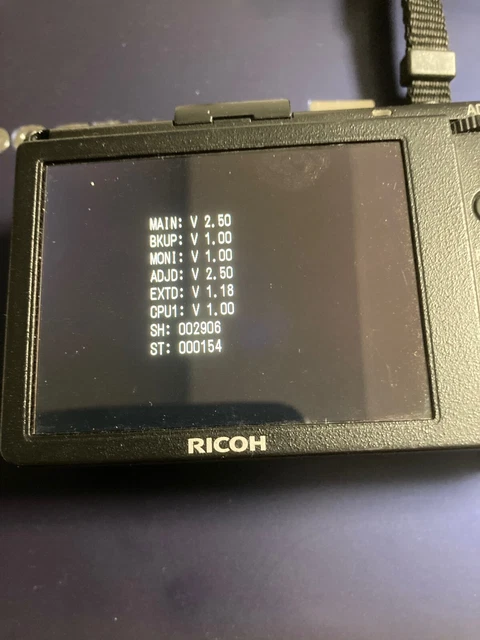 MAIN: V 2.50
BKUP: V 1.00
MONI: V 1.00
ADJD: V 2.50
EXTD: V 1.18
CPU1: V 1.00
SH: 002906
ST: 000154
RICOH